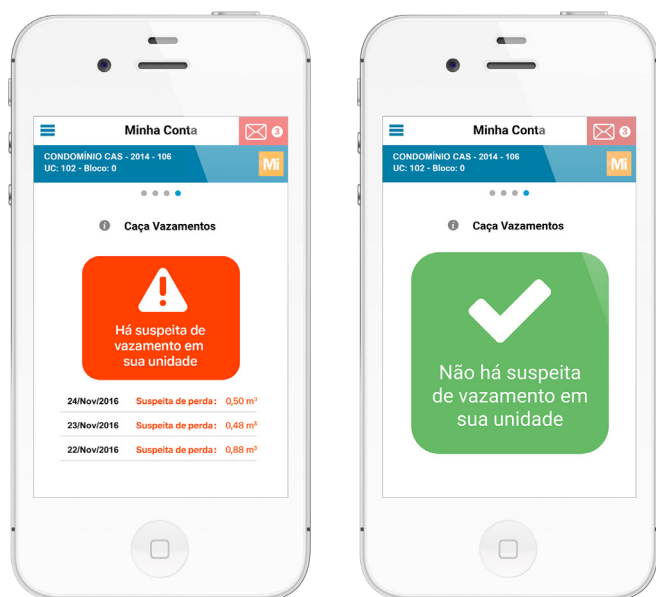 Minha Conta
3
CONDOMÍNIO CAS - 2014 - 106
UC: 102 - Bloco: 0
Mi
i Caça Vazamentos
Há suspeita de
vazamento em
sua unidade
24/Nov/2016 Suspeita de perda: 0,50 m³
23/Nov/2016 Suspeita de perda: 0,48 m³
22/Nov/2016 Suspeita de perda: 0,88 m³
Minha Conta
3
CONDOMÍNIO CAS - 2014 - 106
UC: 102 - Bloco: 0
Mi
i Caça Vazamentos
Não há suspeita
de vazamento em
sua unidade